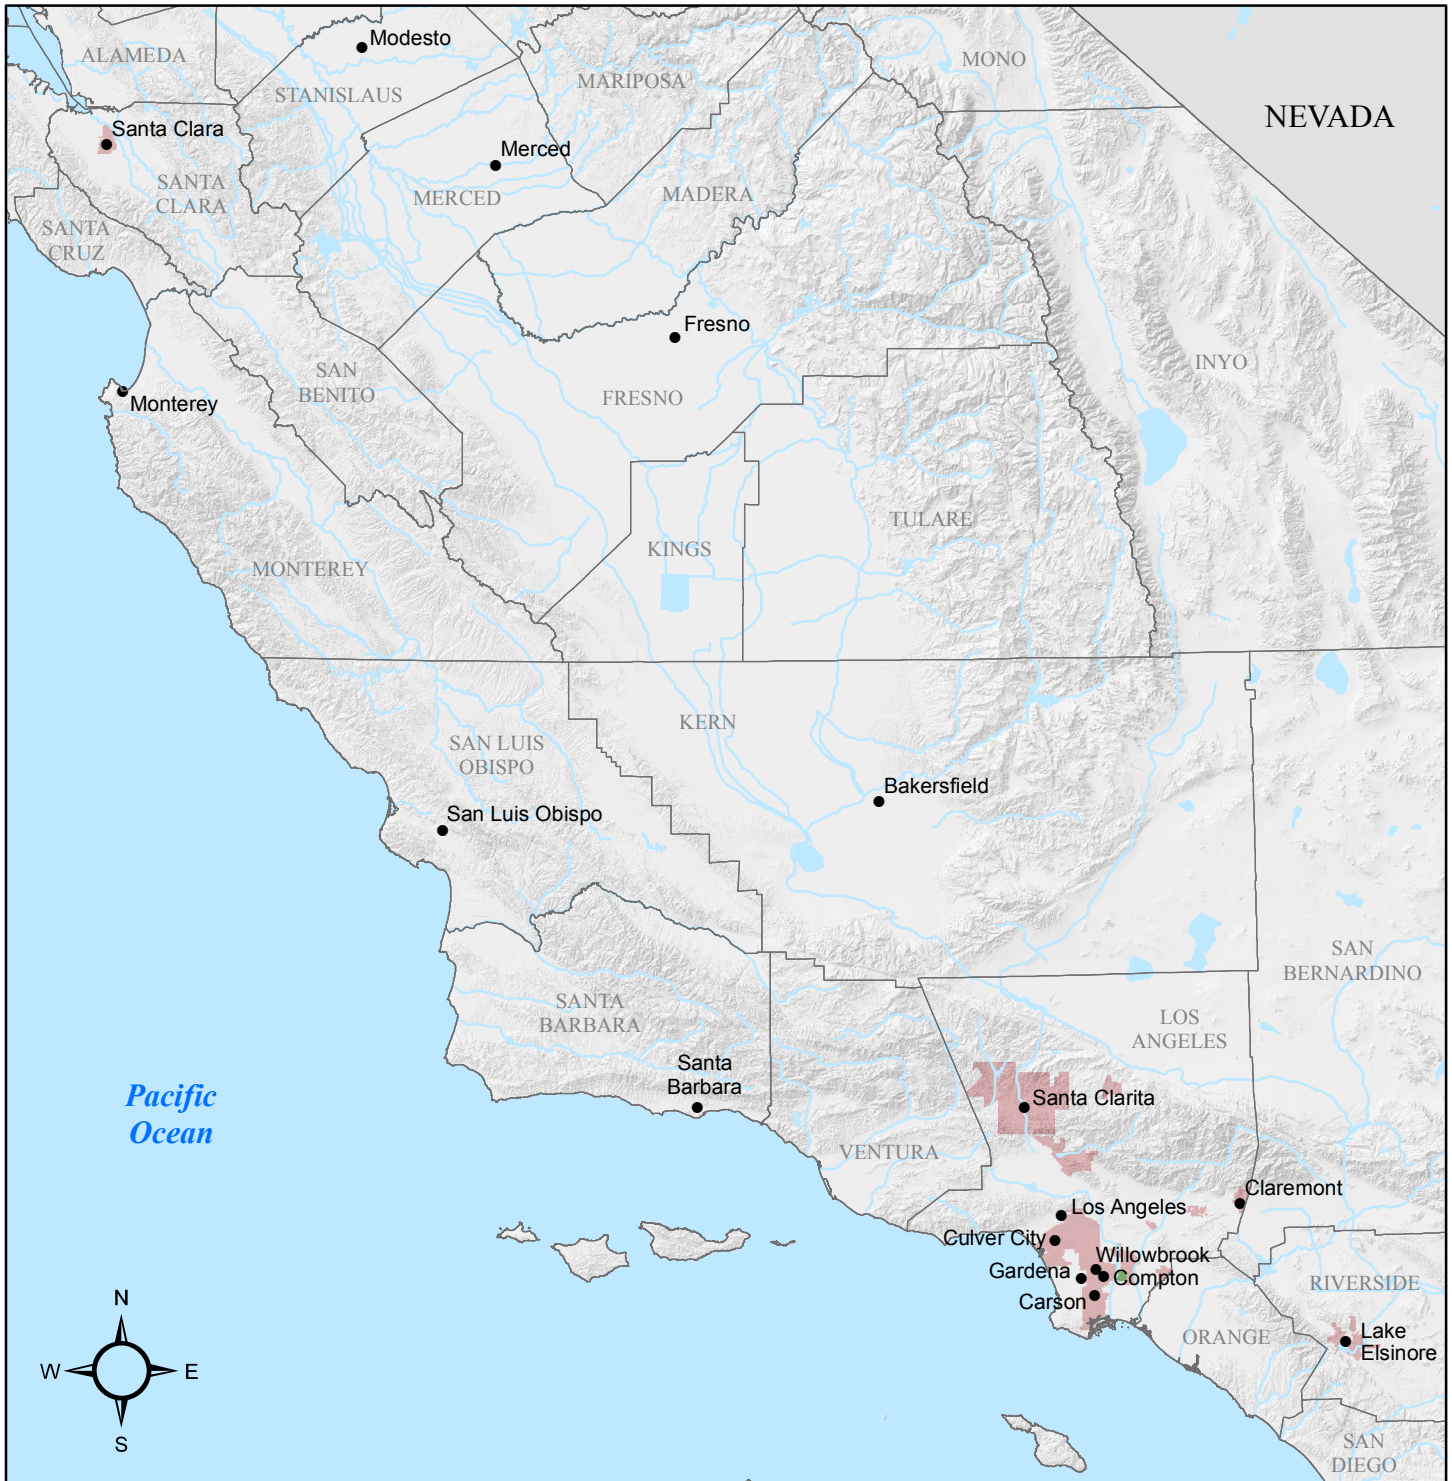 Modesto
ALAMEDA
MONO
MARIPOSA
STANISLAUS
NEVADA
Santa Clara
Merced
SANTA
CLARA
MERCED
MADERA
SANTA
CRUZ
Fresno
INYO
SAN
BENITO
FRESNO
Monterey
TULARE
KINGS
MONTEREY
KERN
SAN LUIS
OBISPO
Bakersfield
San Luis Obispo
SAN
BERNARDINO
SANTA
BARBARA
LOS
ANGELES
Santa
Barbara
Santa Clarita
Pacific
Ocean
VENTURA
Claremont
Los Angeles
Culver City
Willowbrook
Gardena
Compton
Carson
RIVERSIDE
ORANGE
Lake
Elsinore
N
W
E
S
SAN
DIEGO